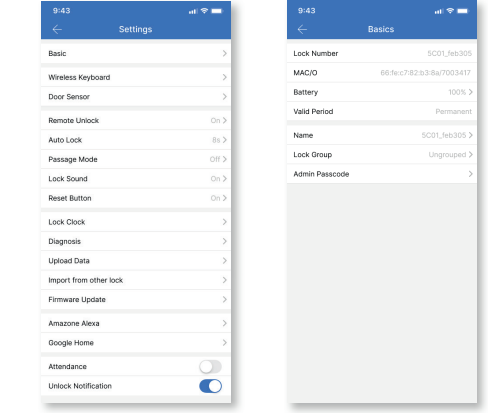 9:43
Settings
Basic
Wireless Keyboard
Door Sensor
Remote Unlock On
Auto Lock 8s
Passage Mode Off
Lock Sound On
Reset Button On
Lock Clock
Diagnosis
Upload Data
Import from other lock
Firmware Update
Amazone Alexa
Google Home
Attendance
Unlock Notification
9:43
Basics
Lock Number SC01_feb305
MAC/O 66:fe:c7:82:b3:8a/7003417
Battery 100%
Valid Period Permanent
Name SC01_feb305
Lock Group Ungrouped
Admin Passcode